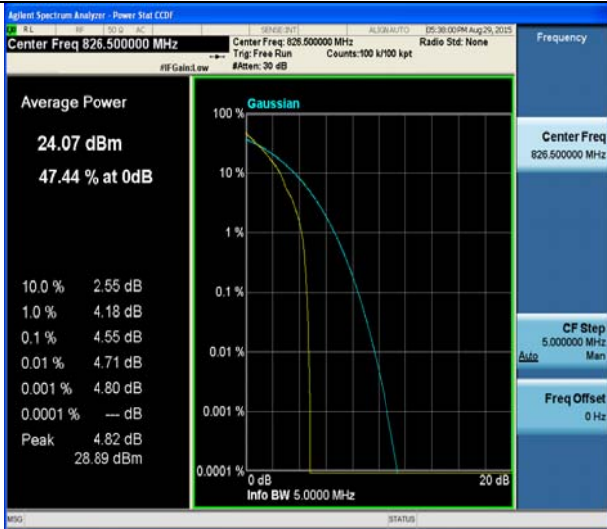 Agilent Spectrum Analyzer - Power Stat CCDF
RL RF 50 Ω AC SENSE:INT ALIGNAUTO 05:38:00 PM Aug 29, 2015
Center Freq 826.500000 MHz
Center Freq: 826.500000 MHz Radio Std: None
Trig: Free Run Counts:100 k/100 kpt
#IFGain:Low #Atten: 30 dB
Frequency
Average Power
24.07 dBm
47.44 % at 0dB
10.0 % 2.55 dB
1.0 % 4.18 dB
0.1 % 4.55 dB
0.01 % 4.71 dB
0.001 % 4.80 dB
0.0001 % --- dB
Peak 4.82 dB
28.89 dBm
Gaussian
100 %
10 %
1 %
0.1 %
0.01 %
0.001 %
0.0001 %
0 dB 20 dB
Info BW 5.0000 MHz
Center Freq
826.500000 MHz
CF Step
5.000000 MHz
Auto Man
Freq Offset
0 Hz
MSG STATUS